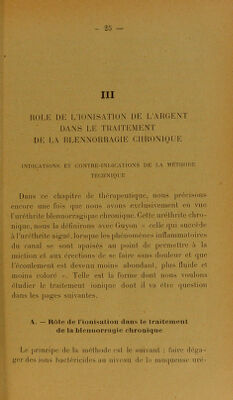 — 25 —
III
ROLE DE L'IONISATION DE L'ARGENT
DANS LE TRAITEMENT
DE LA BLENNORRAGIE CHRONIQUE
INDICATIONS ET CONTRE-INDICATIONS DE LA MÉTHODE
TECHNIQUE
Dans ce chapitre de thérapeutique, nous précisons
encore une fois que nous avons exclusivement en vue
l'uréthrite blennorragique chronique. Cette uréthrite chro-
nique, nous la définirons avec Guyon « celle qui succède
à l'uréthrite aiguë, lorsque les phénomènes inflammatoires
du canal se sont apaisés au point de permettre à la
miction et aux érections de se faire sans douleur et que
l'écoulement est devenu moins abondant, plus fluide et
moins coloré ». Telle est la forme dont nous voulons
étudier le traitement ionique dont il va être question
dans les pages suivantes.
A. — Rôle de l'ionisation dans le traitement
de la blennorragie chronique
Le principe de la méthode est le suivant : faire déga-
ger des ions bactéricides au niveau de la muqueuse uré-